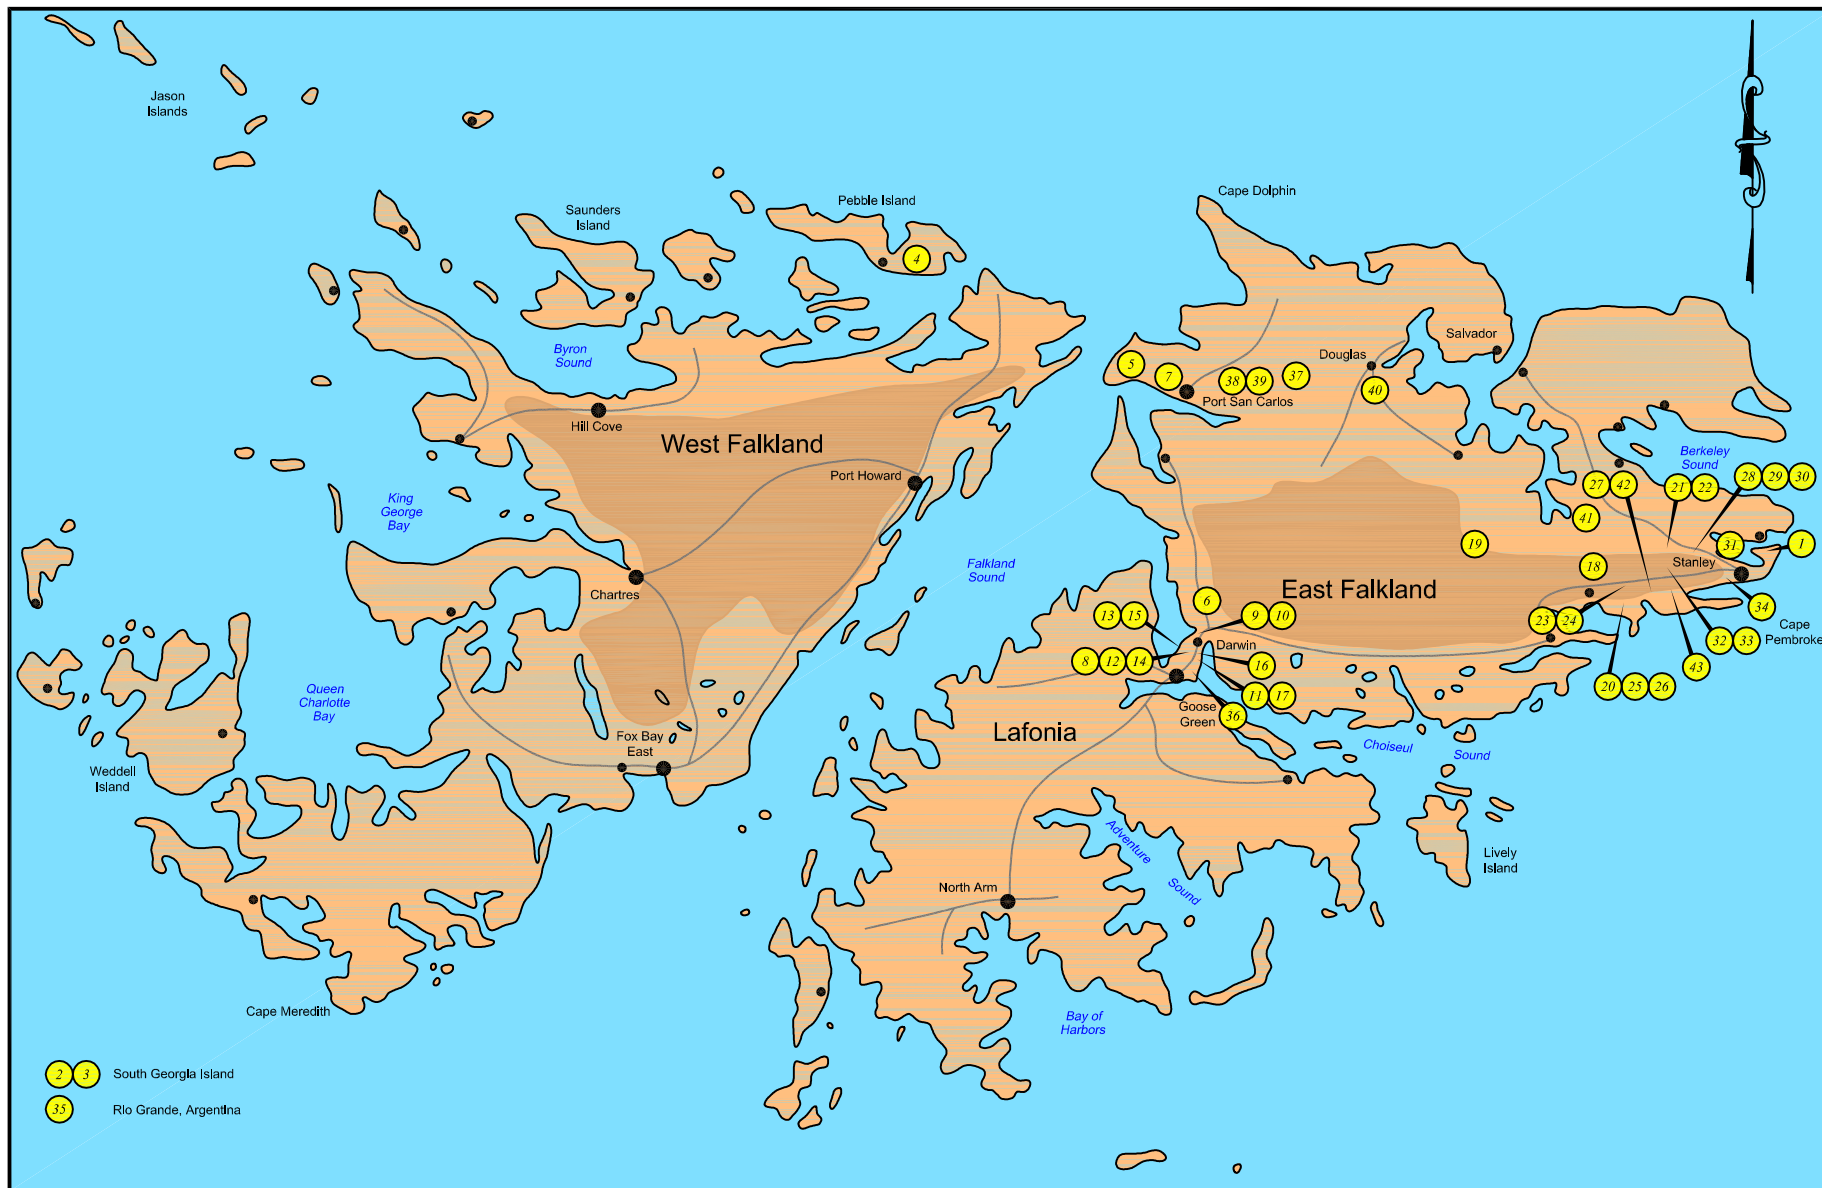 Jason
Islands
Saunders
Island
Pebble Island
4
Cape Dolphin
Byron
Sound
Salvador
Douglas
5
7
38
39
37
40
Port San Carlos
Hill Cove
West Falkland
Port Howard
Berkeley
Sound
27
42
21
22
28
29
30
King
George
Bay
41
19
31
1
Stanley
18
Falkland
Sound
Chartres
East Falkland
6
34
13
15
9
10
23
24
Cape
Pembroke
32
33
Darwin
8
12
14
16
43
20
25
26
11
17
Queen
Charlotte
Bay
Goose
Green
36
Lafonia
Fox Bay
East
Choiseul
Sound
Weddell
Island
Adventure
Sound
Lively
Island
North Arm
Cape Meredith
Bay of
Harbors
2
3
South Georgia Island
35
Rio Grande, Argentina